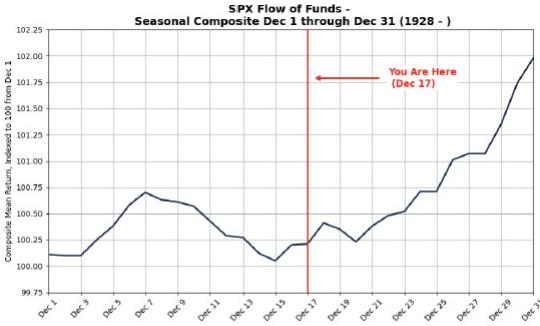 SPX Flow of Funds -
Seasonal Composite Dec 1 through Dec 31 (1928 - )
Composite Mean Return, Indexed to 100 from Dec 1
102.25
102.00
101.75
101.50
101.25
101.00
100.75
100.50
100.25
100.00
99.75
You Are Here
(Dec 17)
Dec 1
Dec 3
Dec 5
Dec 7
Dec 9
Dec 11
Dec 13
Dec 15
Dec 17
Dec 19
Dec 21
Dec 23
Dec 25
Dec 27
Dec 29
Dec 31